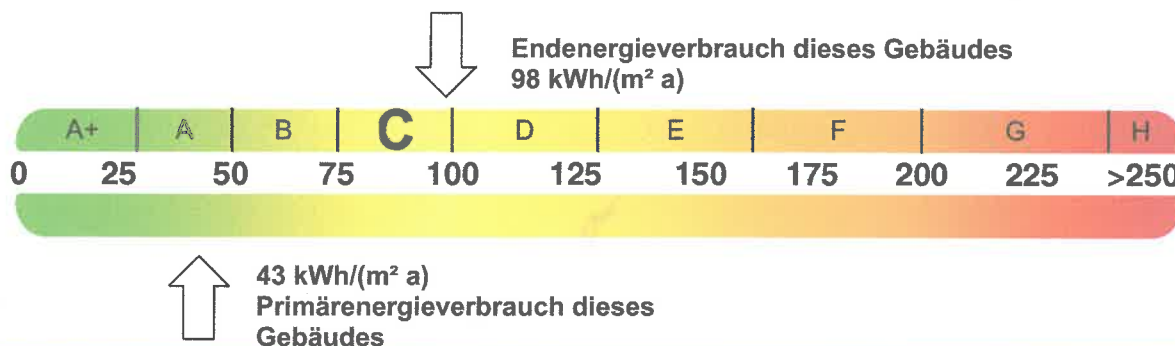 Endenergieverbrauch dieses Gebäudes
98 kWh/(m² a)
A+ A B C D E F G H
0 25 50 75 100 125 150 175 200 225 >250
43 kWh/(m² a)
Primärenergieverbrauch dieses
Gebäudes